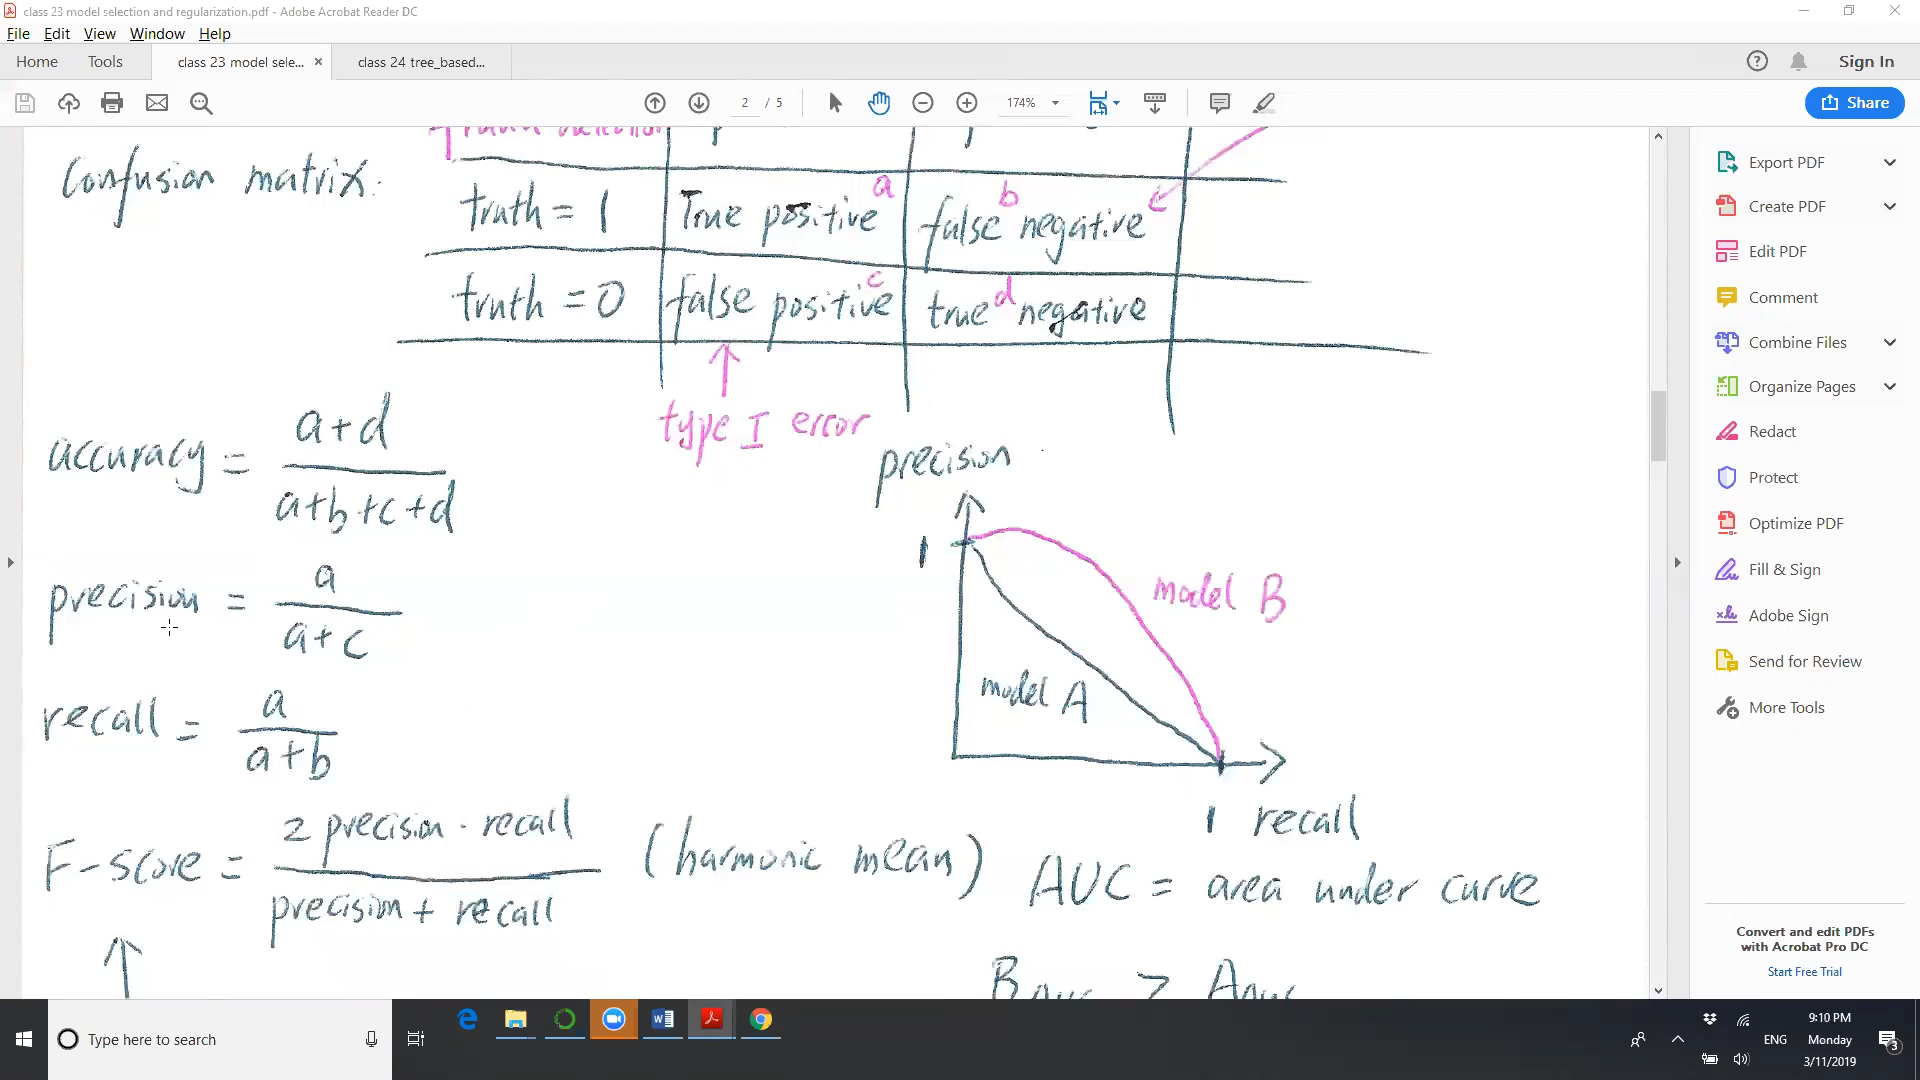 class 23 model selection and regularization.pdf - Adobe Acrobat Reader DC
File Edit View Window Help
Home Tools class 23 model sele... × class 24 tree_based... Sign In
2 / 5 174% Share
Confusion matrix:
a b
truth = 1 True positive false negative
c d
truth = 0 false positive true negative
type I error
accuracy = a+d
a+b+c+d
precision = a
a+c
recall = a
a+b
F-score = 2 precision · recall
precision + recall
(harmonic mean)
precision
1
model B
model A
1 recall
AUC = area under curve
B AUC > A AUC
Export PDF
Create PDF
Edit PDF
Comment
Combine Files
Organize Pages
Redact
Protect
Optimize PDF
Fill & Sign
Adobe Sign
Send for Review
More Tools
Convert and edit PDFs
with Acrobat Pro DC
Start Free Trial
Type here to search
ENG
9:10 PM
Monday
3/11/2019
3